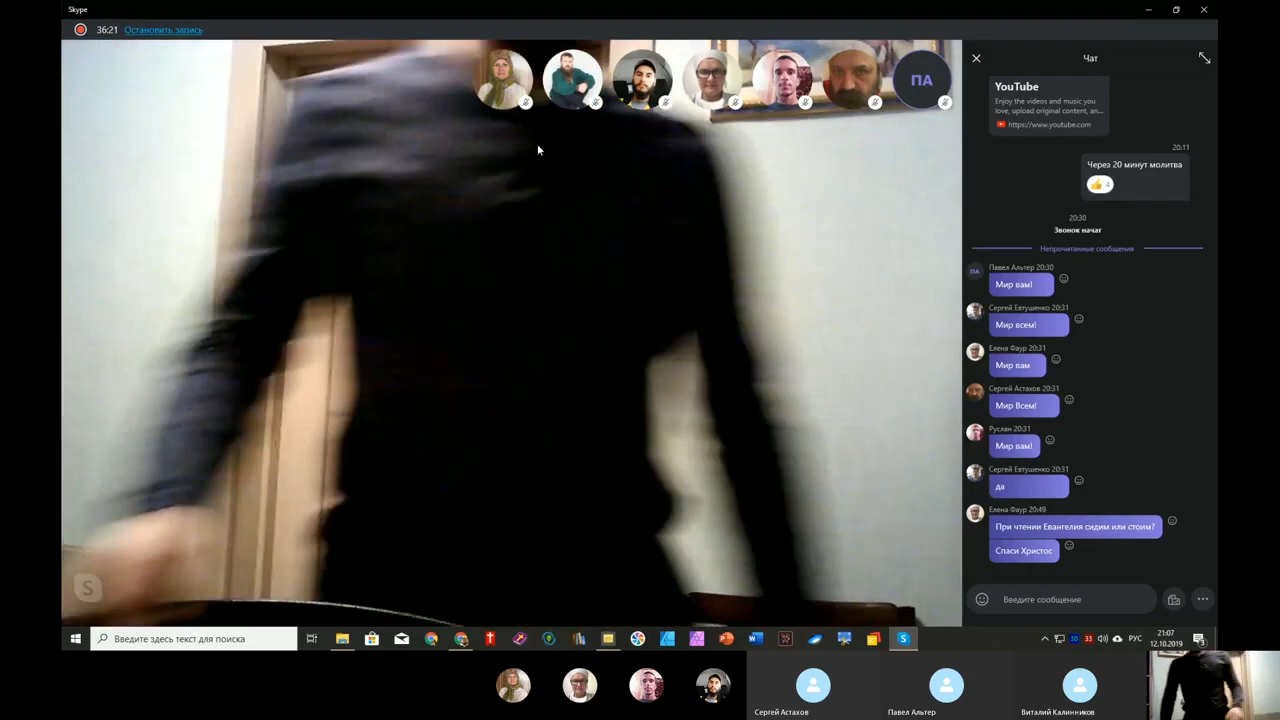 Skype
36:21 Остановить запись
ПА
Чат
YouTube
Enjoy the videos and music you
love, upload original content, an...
https://www.youtube.com
20:11
Через 20 минут молитва
4
20:30
Звонок начат
Непрочитанные сообщения
ПА
Павел Альтер 20:30
Мир вам!
Сергей Евтушенко 20:31
Мир всем!
Елена Фаур 20:31
Мир вам
Сергей Астахов 20:31
Мир Всем!
Руслан 20:31
Мир вам!
Сергей Евтушенко 20:31
да
Елена Фаур 20:49
При чтении Евангелия сидим или стоим?
Спаси Христос
Введите сообщение
Введите здесь текст для поиска
30
33
РУС
21:07
12.10.2019
Сергей Астахов
Павел Альтер
Виталий Калинников